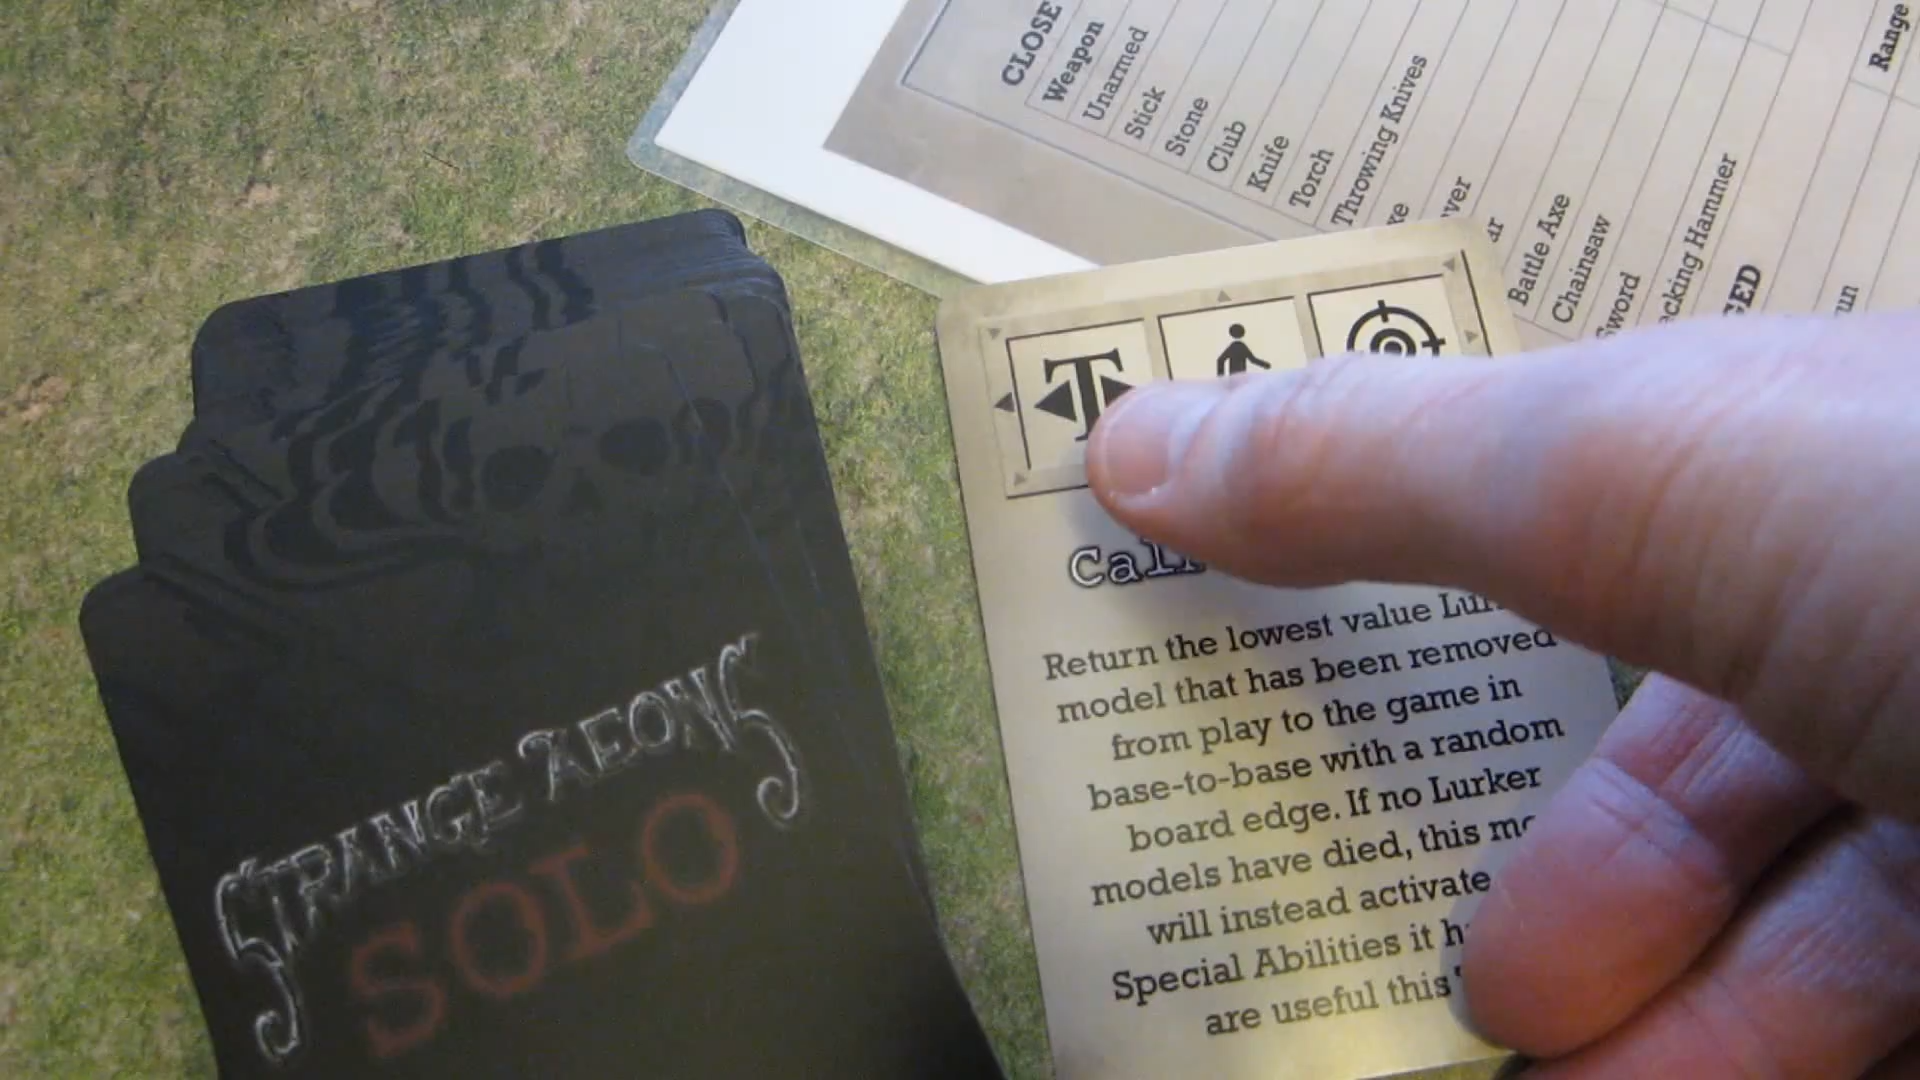 CLOSE
Weapon
Unarmed
Stick
Stone
Club
Knife
Torch
Throwing Knives
Battle Axe
Chainsaw
Range
STRANGE AEONS
SOLO
T
Return the lowest value
model that has been removed
from play to the game in
base-to-base with a random
board edge. If no Lurker
models have died, this
will instead activate
Special Abilities it
are useful this